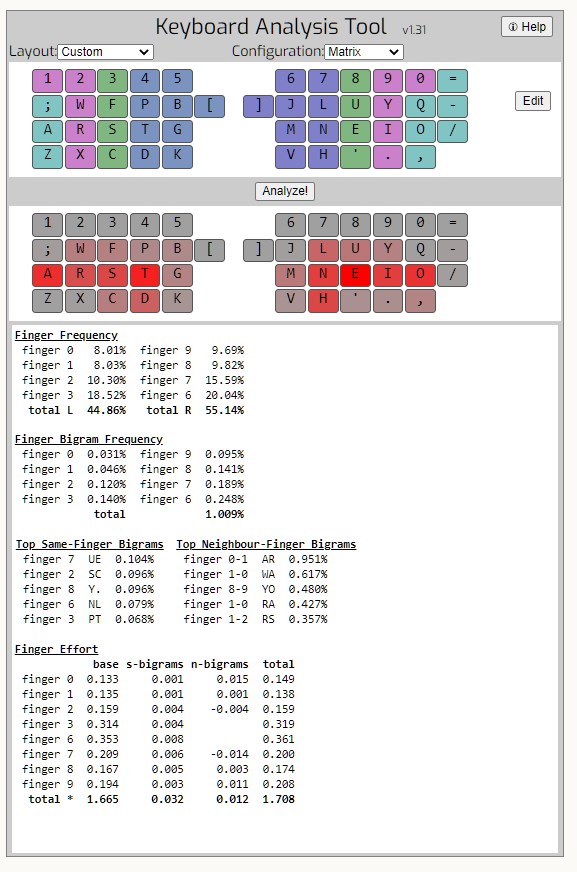 Keyboard Analysis Tool v1.31
Help
Layout: Custom Configuration: Matrix
1 2 3 4 5 6 7 8 9 0 =
; W F P B [ ] J L U Y Q -
Edit
A R S T G M N E I O /
Z X C D K V H ' . ,
Analyze!
1 2 3 4 5 6 7 8 9 0 =
; W F P B [ ] J L U Y Q -
A R S T G M N E I O /
Z X C D K V H ' . ,
Finger Frequency
finger 0 8.01% finger 9 9.69%
finger 1 8.03% finger 8 9.82%
finger 2 10.30% finger 7 15.59%
finger 3 18.52% finger 6 20.04%
total L 44.86% total R 55.14%
Finger Bigram Frequency
finger 0 0.031% finger 9 0.095%
finger 1 0.046% finger 8 0.141%
finger 2 0.120% finger 7 0.189%
finger 3 0.140% finger 6 0.248%
total 1.009%
Top Same-Finger Bigrams Top Neighbour-Finger Bigrams
finger 7 UE 0.104% finger 0-1 AR 0.951%
finger 2 SC 0.096% finger 1-0 WA 0.617%
finger 8 Y. 0.096% finger 8-9 YO 0.480%
finger 6 NL 0.079% finger 1-0 RA 0.427%
finger 3 PT 0.068% finger 1-2 RS 0.357%
Finger Effort
base s-bigrams n-bigrams total
finger 0 0.133 0.001 0.015 0.149
finger 1 0.135 0.001 0.001 0.138
finger 2 0.159 0.004 -0.004 0.159
finger 3 0.314 0.004 0.319
finger 6 0.353 0.008 0.361
finger 7 0.209 0.006 -0.014 0.200
finger 8 0.167 0.005 0.003 0.174
finger 9 0.194 0.003 0.011 0.208
total * 1.665 0.032 0.012 1.708